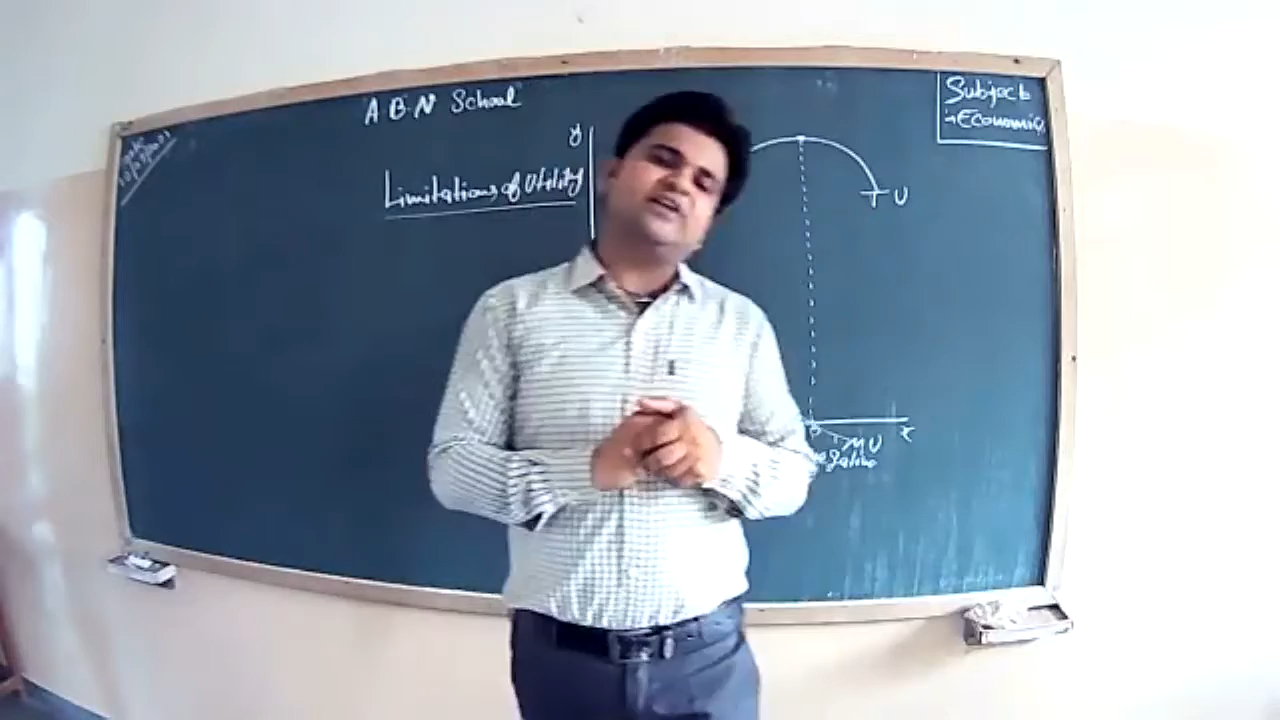 A B N School
Subject
Economics
y
Limitations of Utility
U
x
MU